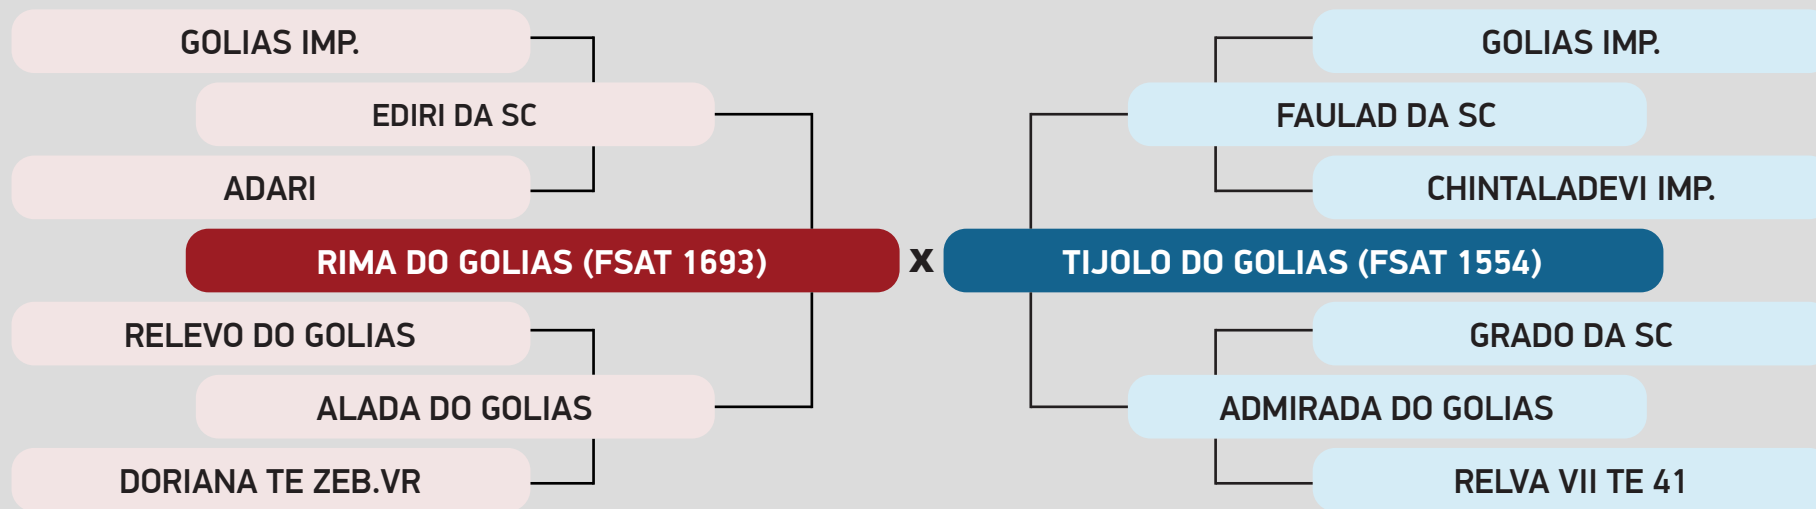 GOLIAS IMP.
GOLIAS IMP.
EDIRI DA SC
FAULAD DA SC
ADARI
CHINTALADEVI IMP.
RIMA DO GOLIAS (FSAT 1693)
X
TIJOLO DO GOLIAS (FSAT 1554)
RELEVO DO GOLIAS
GRADO DA SC
ALADA DO GOLIAS
ADMIRADA DO GOLIAS
DORIANA TE ZEB.VR
RELVA VII TE 41